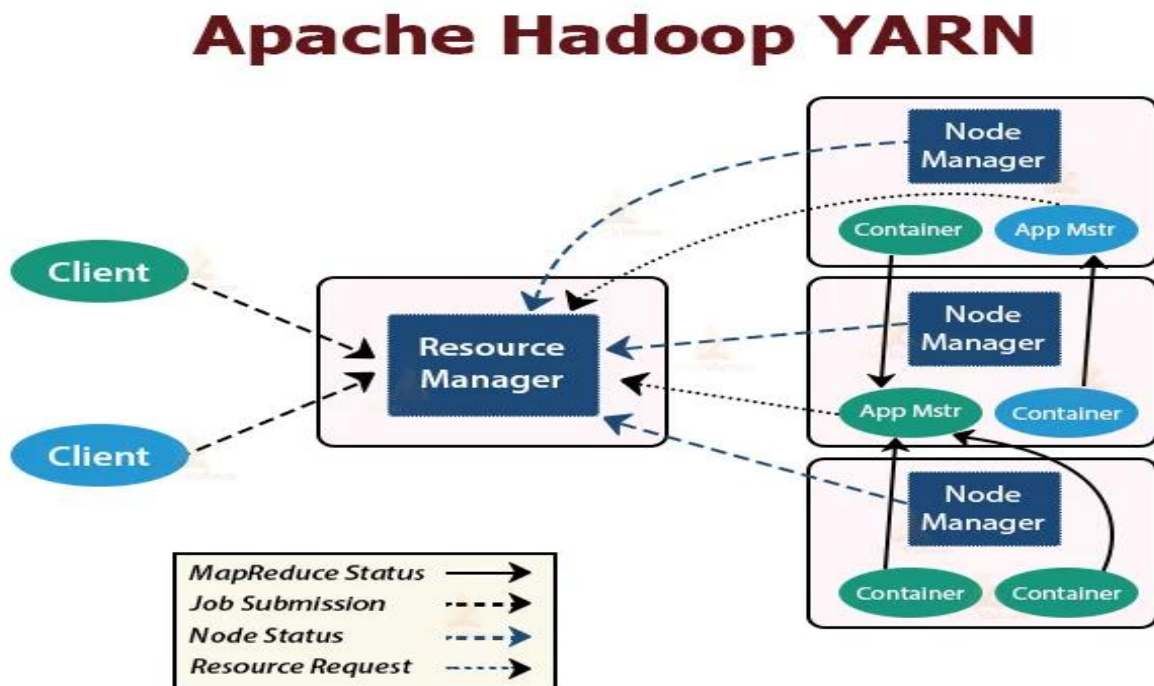 Apache Hadoop YARN
Node
Manager
Container
App Mstr
Client
Resource
Manager
Node
Manager
App Mstr
Container
Client
Node
Manager
Container
Container
MapReduce Status
Job Submission
Node Status
Resource Request